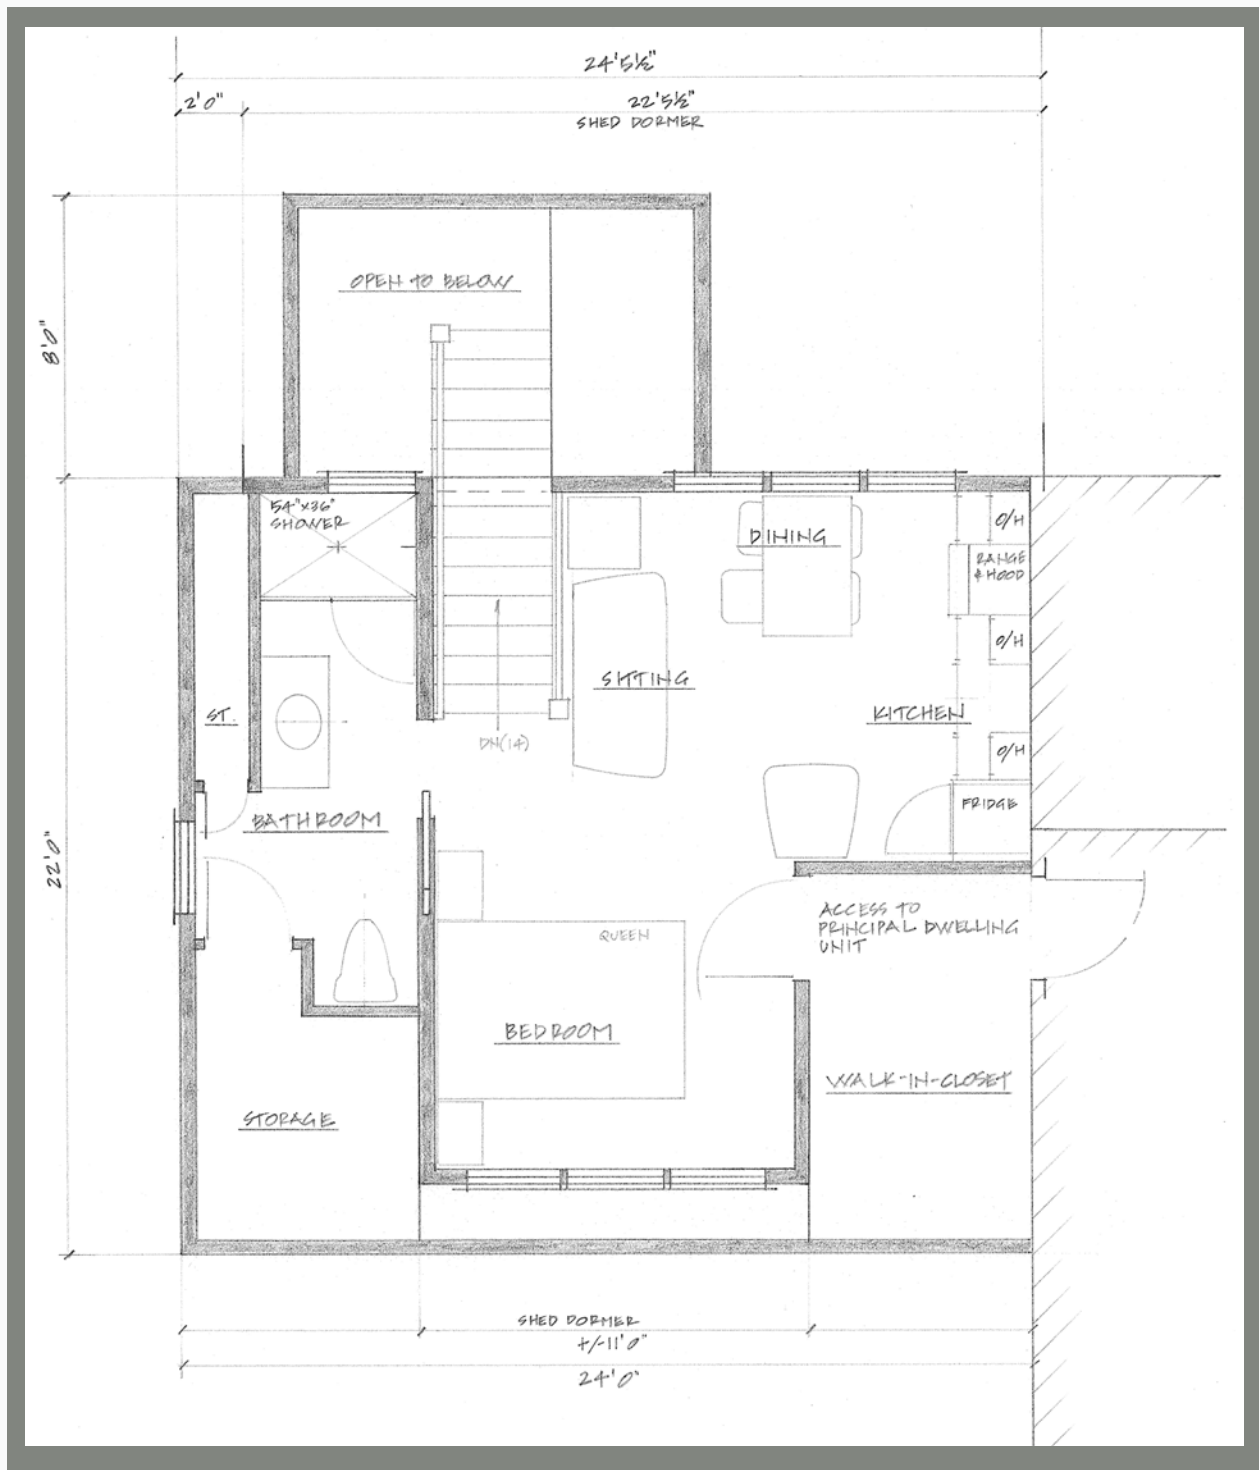 24'5½"
2'0"
22'5½"
SHED DORMER
OPEN TO BELOW
8'0"
54"x36"
SHOWER
DINING
O/H
RANGE
& HOOD
O/H
SITTING
ST.
KITCHEN
DN(14)
O/H
FRIDGE
BATHROOM
22'0"
ACCESS TO
PRINCIPAL DWELLING
UNIT
QUEEN
BEDROOM
WALK-IN-CLOSET
STORAGE
SHED DORMER
+/-11'0"
24'0"